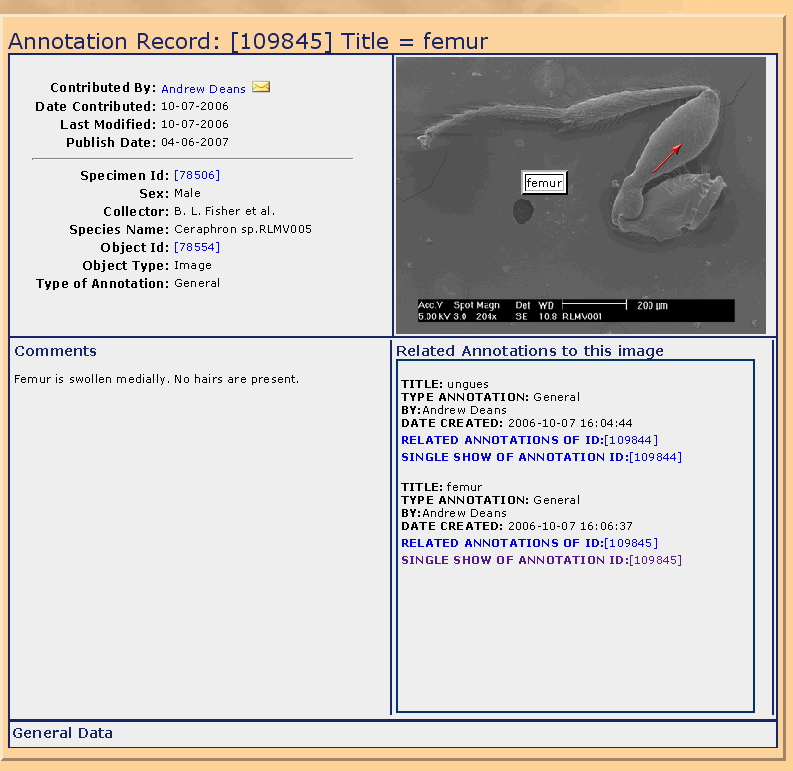 Annotation Record: [109845] Title = femur
Contributed By: Andrew Deans
Date Contributed: 10-07-2006
Last Modified: 10-07-2006
Publish Date: 04-06-2007
Specimen Id: [78506]
Sex: Male
Collector: B. L. Fisher et al.
Species Name: Ceraphron sp.RLMV005
Object Id: [78554]
Object Type: Image
Type of Annotation: General
femur
Acc.V Spot Magn Det WD 200 µm
5.00 kV 3.0 204x SE 10.8 RLMV001
Comments
Femur is swollen medially. No hairs are present.
Related Annotations to this image
TITLE: ungues
TYPE ANNOTATION: General
BY:Andrew Deans
DATE CREATED: 2006-10-07 16:04:44
RELATED ANNOTATIONS OF ID:[109844]
SINGLE SHOW OF ANNOTATION ID:[109844]
TITLE: femur
TYPE ANNOTATION: General
BY:Andrew Deans
DATE CREATED: 2006-10-07 16:06:37
RELATED ANNOTATIONS OF ID:[109845]
SINGLE SHOW OF ANNOTATION ID:[109845]
General Data